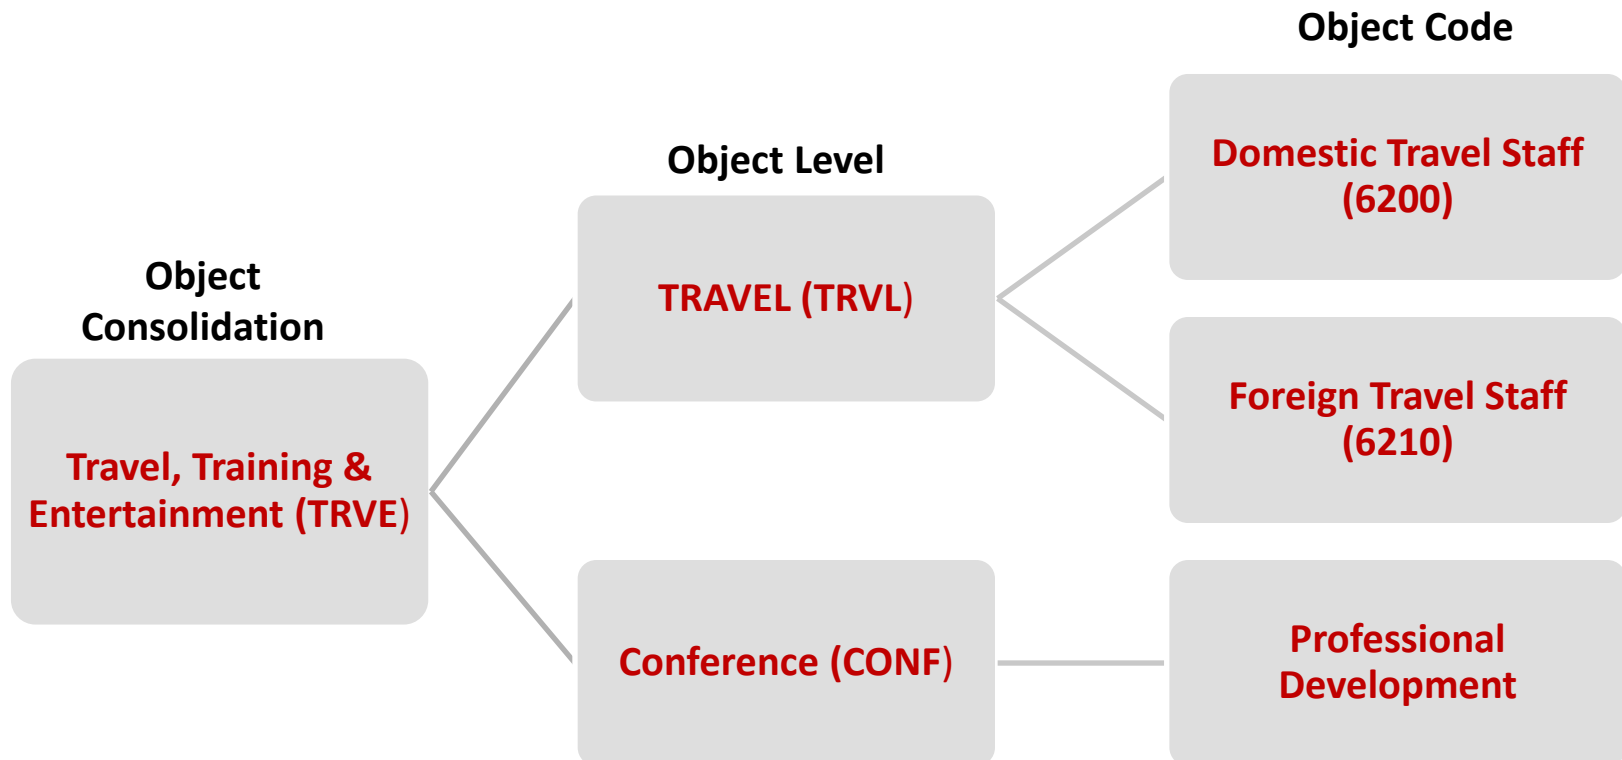 Object
Consolidation
Travel, Training &
Entertainment (TRVE)
Object Level
TRAVEL (TRVL)
Conference (CONF)
Object Code
Domestic Travel Staff
(6200)
Foreign Travel Staff
(6210)
Professional
Development